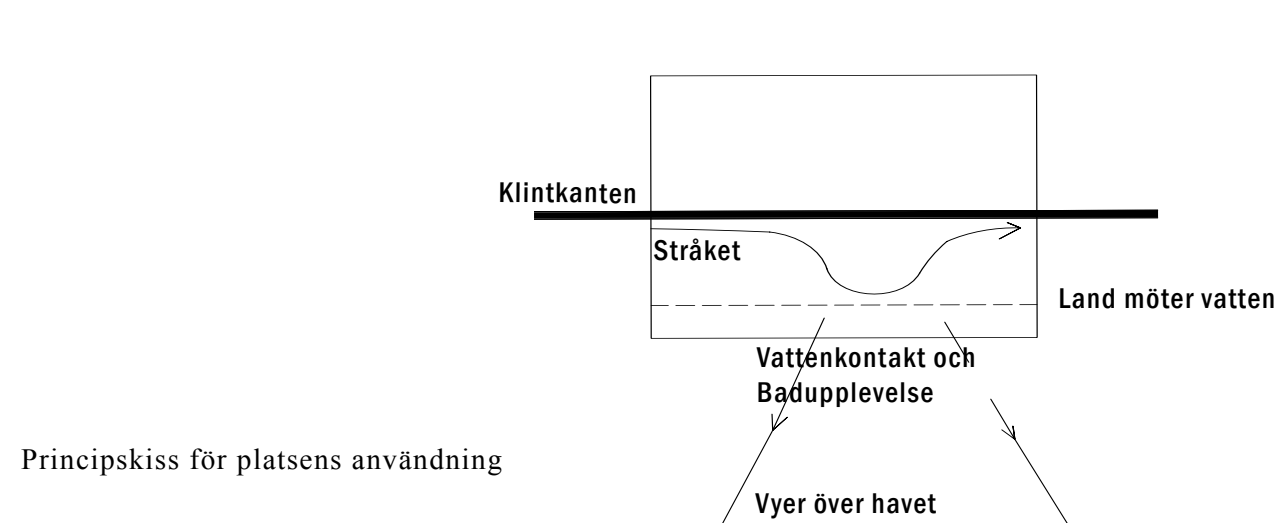 Klintkanten
Stråket
Land möter vatten
Vattenkontakt och
Badupplevelse
Principskiss för platsens användning
Vyer över havet